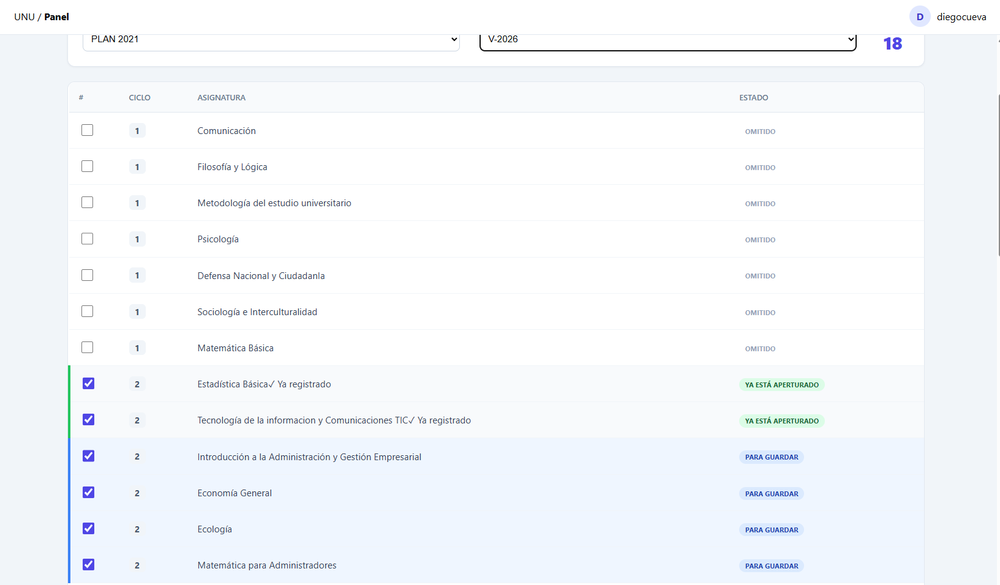 UNU / Panel
D diegocueva
PLAN 2021 V-2026 18
# CICLO ASIGNATURA ESTADO
1 Comunicación OMITIDO
1 Filosofía y Lógica OMITIDO
1 Metodología del estudio universitario OMITIDO
1 Psicología OMITIDO
1 Defensa Nacional y Ciudadanla OMITIDO
1 Sociología e Interculturalidad OMITIDO
1 Matemática Básica OMITIDO
2 Estadística Básica✓ Ya registrado YA ESTÁ APERTURADO
2 Tecnología de la informacion y Comunicaciones TIC✓ Ya registrado YA ESTÁ APERTURADO
2 Introducción a la Administración y Gestión Empresarial PARA GUARDAR
2 Economía General PARA GUARDAR
2 Ecología PARA GUARDAR
2 Matemática para Administradores PARA GUARDAR